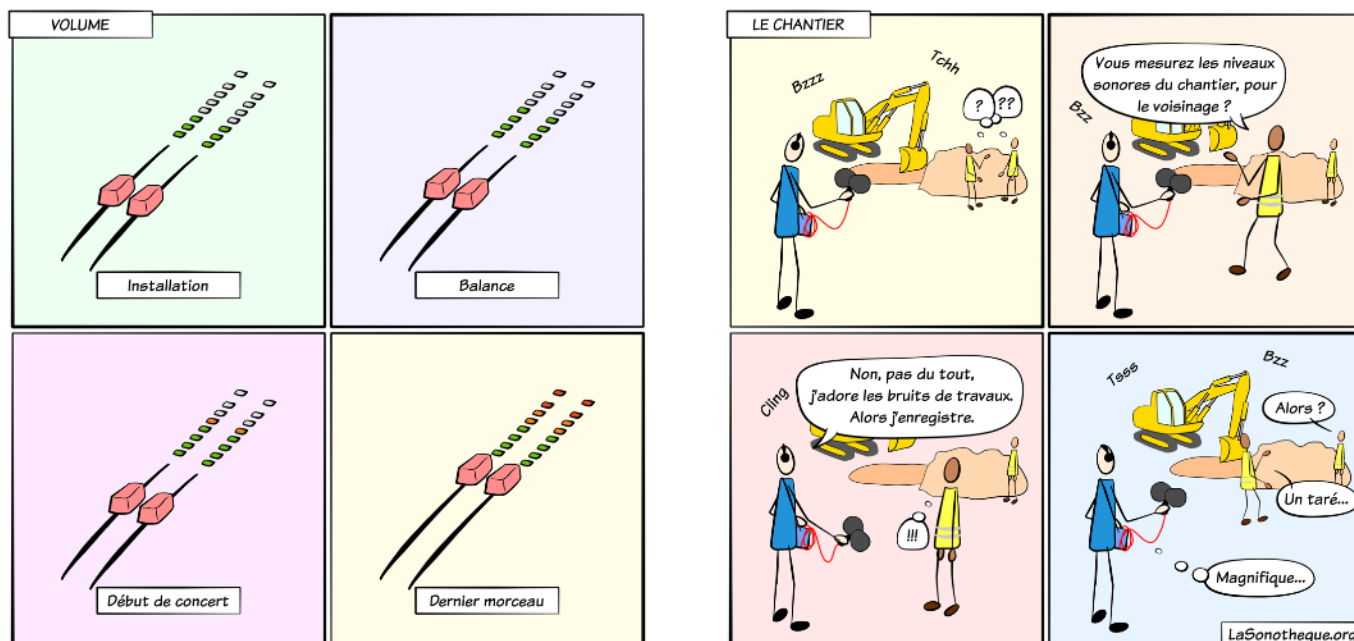 VOLUME
Installation
Balance
Début de concert
Dernier morceau
LE CHANTIER
Bzzz
Tchh
?
??
Vous mesurez les niveaux
sonores du chantier, pour
le voisinage ?
Bzz
Cling
Non, pas du tout,
j'adore les bruits de travaux.
Alors j'enregistre.
!!!
Tsss
Bzz
Alors ?
Un taré...
Magnifique...
LaSonotheque.org